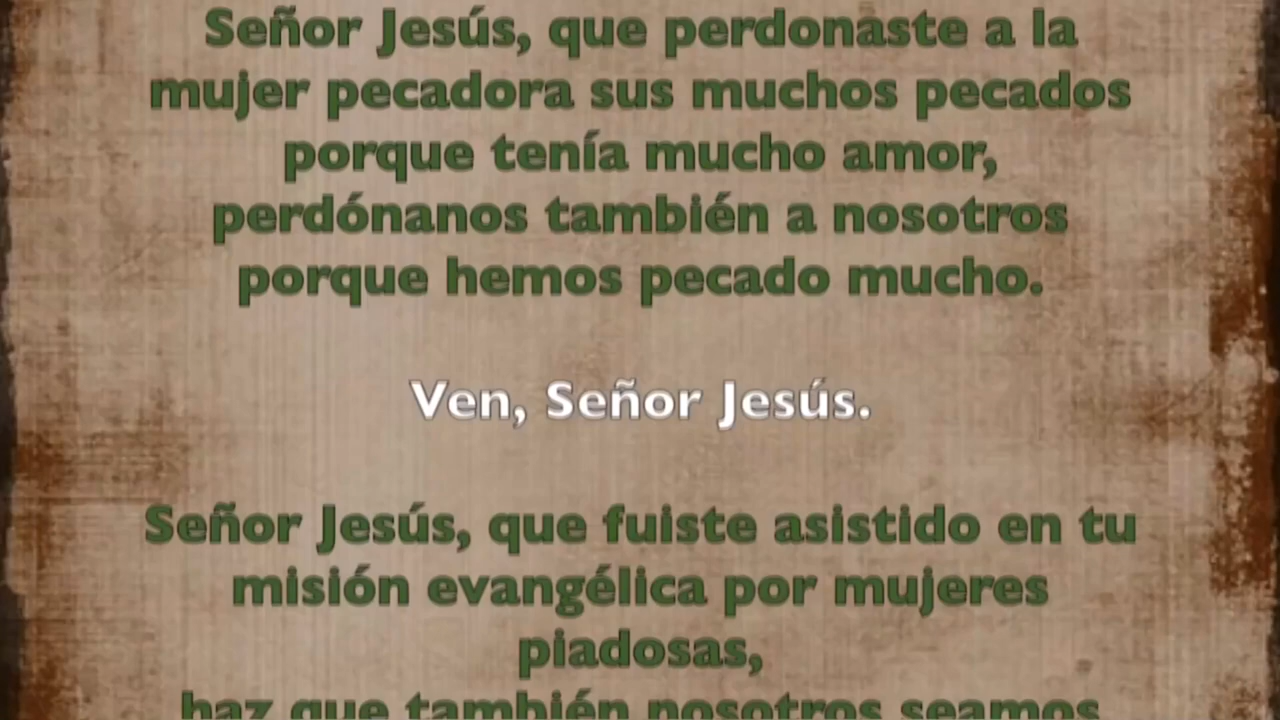 Señor Jesús, que perdonaste a la
mujer pecadora sus muchos pecados
porque tenía mucho amor,
perdónanos también a nosotros
porque hemos pecado mucho.
Ven, Señor Jesús.
Señor Jesús, que fuiste asistido en tu
misión evangélica por mujeres
piadosas,
haz que también nosotros seamos